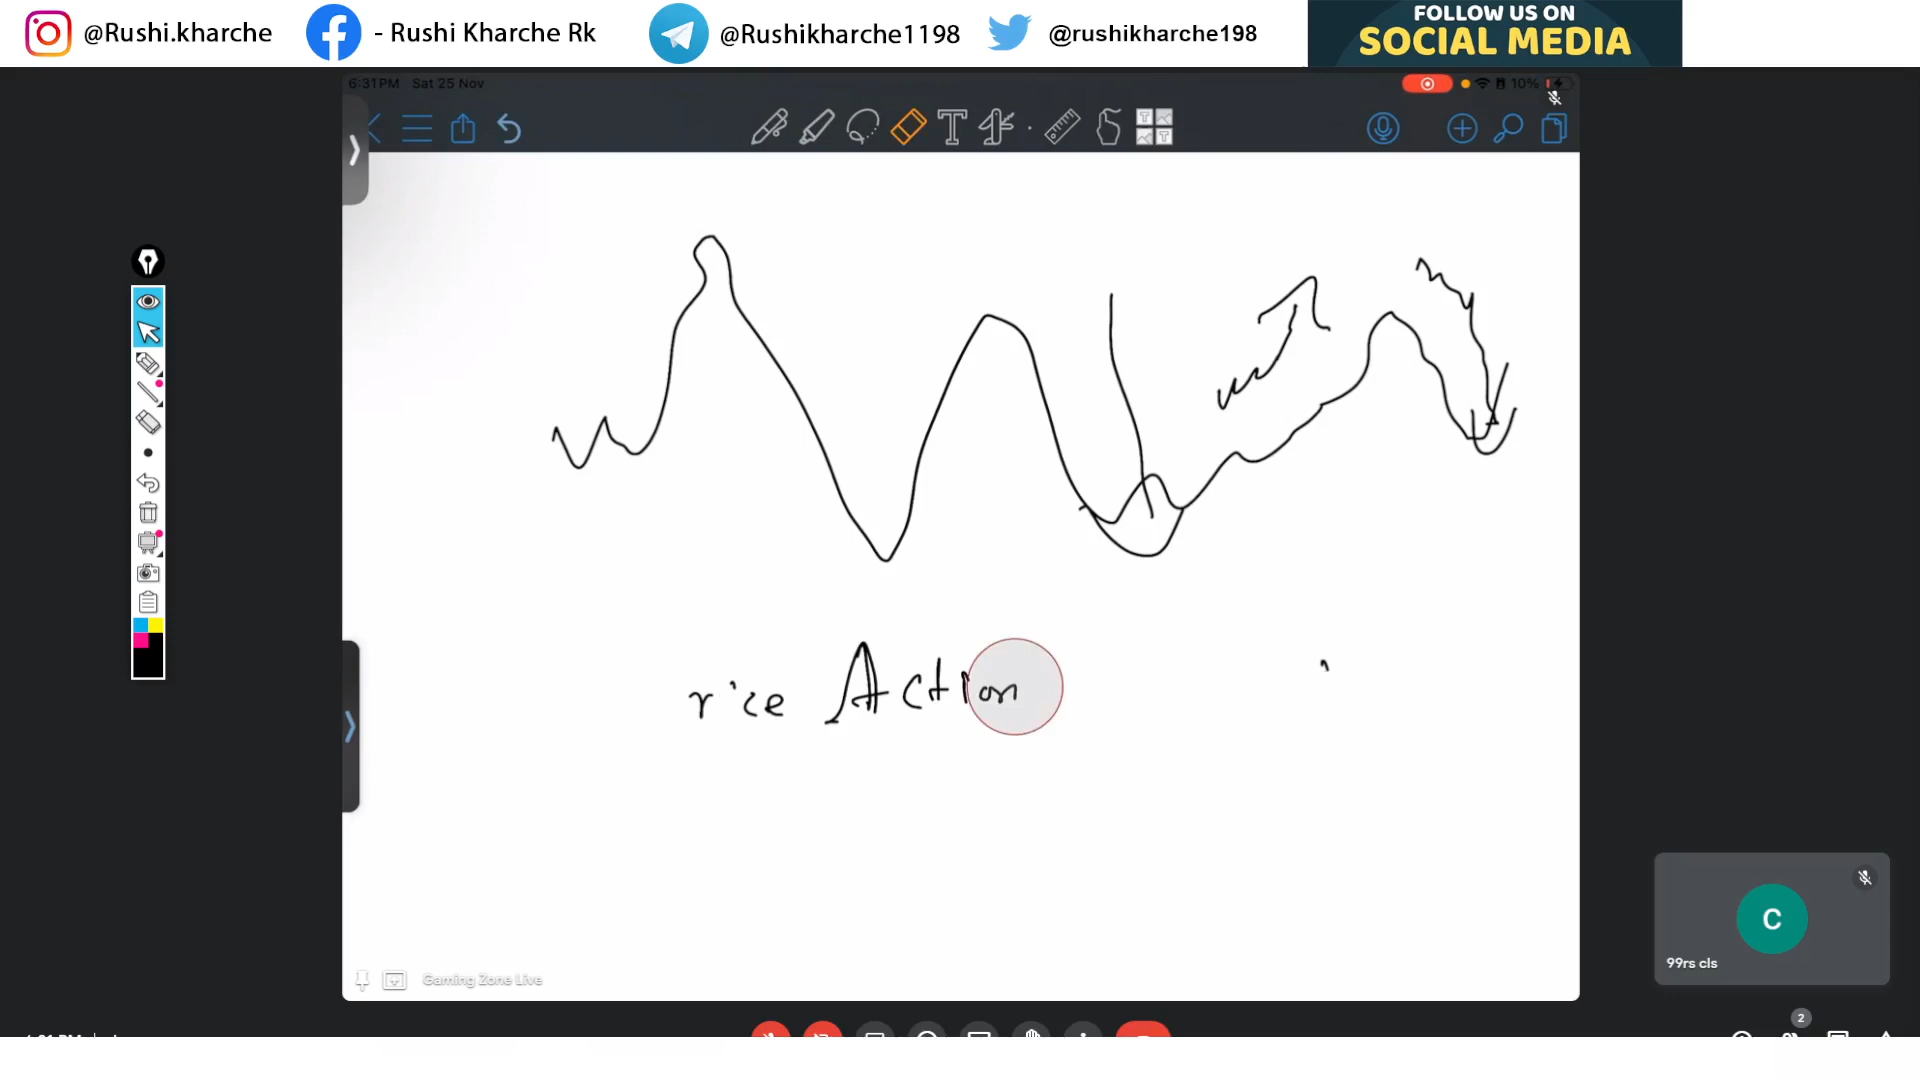 @Rushi.kharche - Rushi Kharche Rk @Rushikharche1198 @rushikharche198 FOLLOW US ON
SOCIAL MEDIA
6:31PM Sat 25 Nov 10%
rice Action
99rs cls
Gaming Zone Live
2